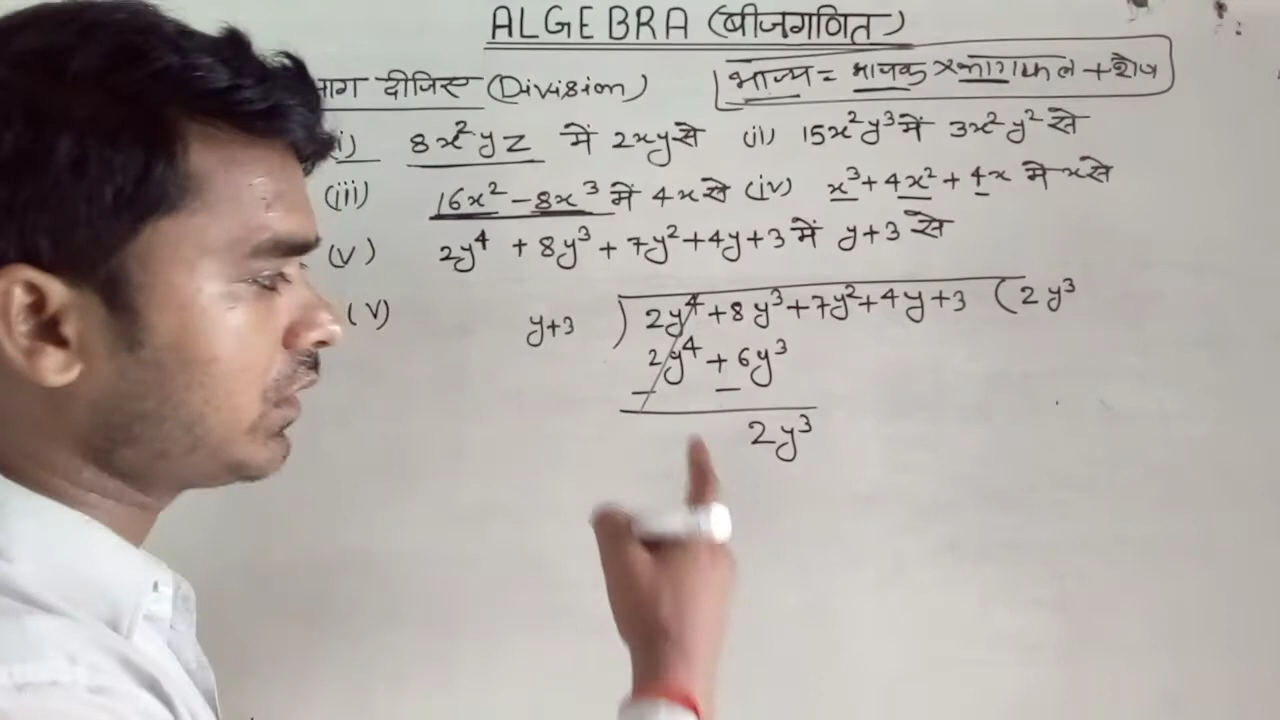 ALGEBRA (बीजगणित)
भाग दीजिए (Division)
भाज्य = भाजक × भागफल + शेष
i) 8x²yz में 2xy से (ii) 15x²y³ में 3x²y² से
(iii) 16x² - 8x³ में 4x से (iv) x³ + 4x² + 4x में x से
(v) 2y⁴ + 8y³ + 7y² + 4y + 3 में y+3 से
(v) y+3 ) 2y⁴ + 8y³ + 7y² + 4y + 3 ( 2y³
2y⁴ + 6y³
- -
2y³